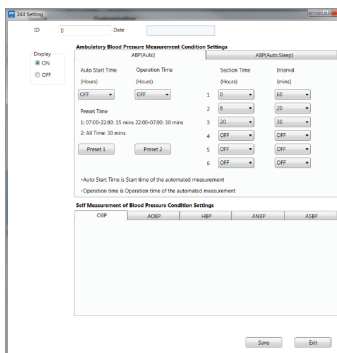 344 Setting
ID 0 Date
Display
ON
OFF
Ambulatory Blood Pressure Measurement Condition Settings
ABP(Auto) ABP(Auto.Sleep)
Auto Start Time Operation Time Section Time Interval
(Hours) (Hours) (Hours) (mins)
OFF OFF 1 0 60
Preset Time 2 6 20
1: 07:00-22:00: 15 mins 22:00-07:00: 30 mins 3 20 30
2: All Time: 30 mins 4 OFF OFF
Preset 1 Preset 2 5 OFF OFF
6 OFF OFF
·Auto Start Time is Start time of the automated measurement
·Operation time is Operation time of the automated measurement
Self Measurement of Blood Pressure Condition Settings
OBP AOBP HBP ANBP ASBP
Save Exit